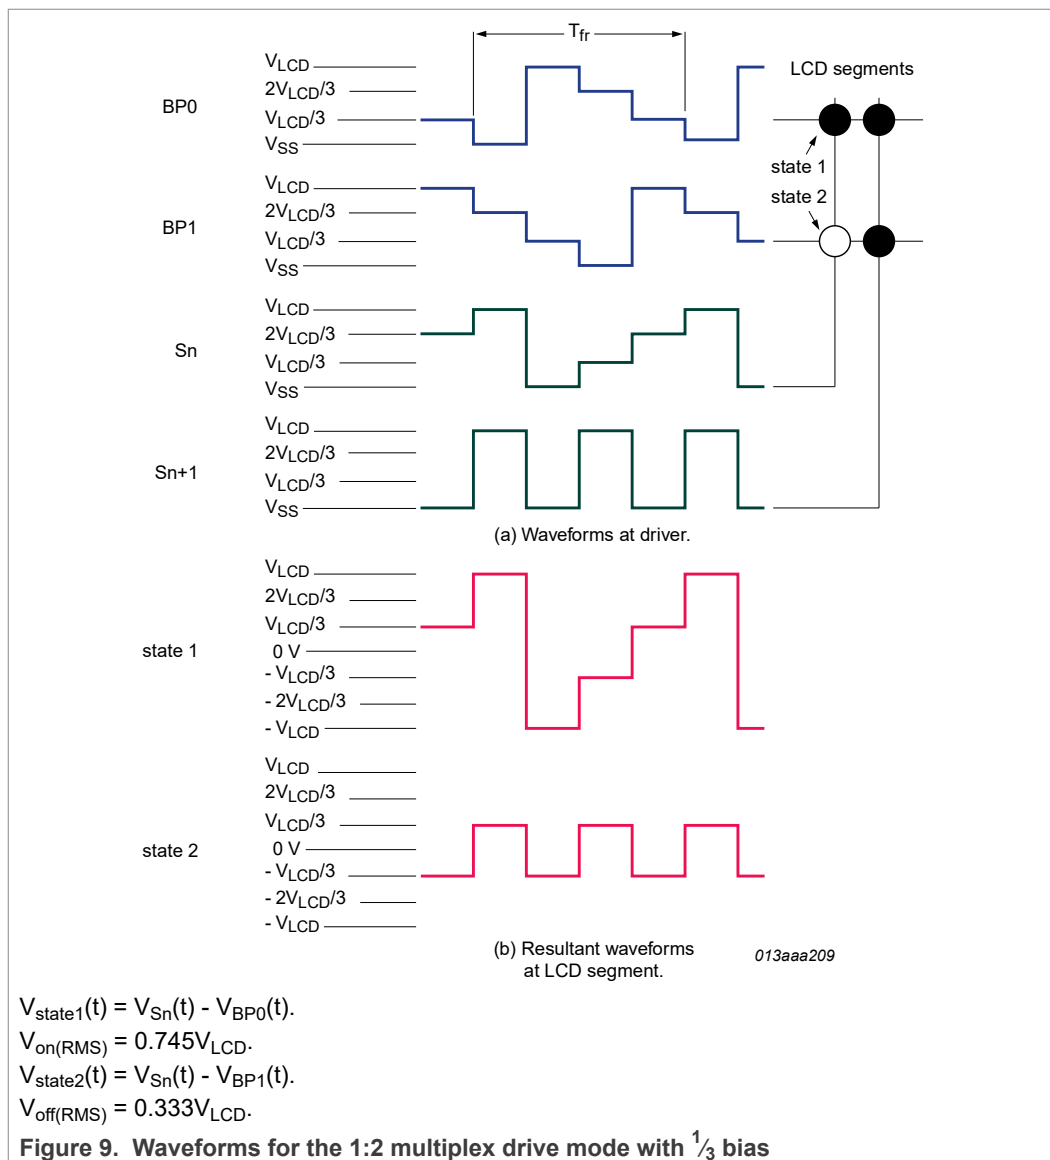 Tfr
LCD segments
BP0
VLCD
2VLCD/3
VLCD/3
VSS
state 1
state 2
BP1
VLCD
2VLCD/3
VLCD/3
VSS
Sn
VLCD
2VLCD/3
VLCD/3
VSS
Sn+1
VLCD
2VLCD/3
VLCD/3
VSS
(a) Waveforms at driver.
state 1
VLCD
2VLCD/3
VLCD/3
0 V
- VLCD/3
- 2VLCD/3
- VLCD
state 2
VLCD
2VLCD/3
VLCD/3
0 V
- VLCD/3
- 2VLCD/3
- VLCD
(b) Resultant waveforms
at LCD segment.
013aaa209
Vstate1(t) = VSn(t) - VBP0(t).
Von(RMS) = 0.745VLCD.
Vstate2(t) = VSn(t) - VBP1(t).
Voff(RMS) = 0.333VLCD.
Figure 9. Waveforms for the 1:2 multiplex drive mode with 1/3 bias